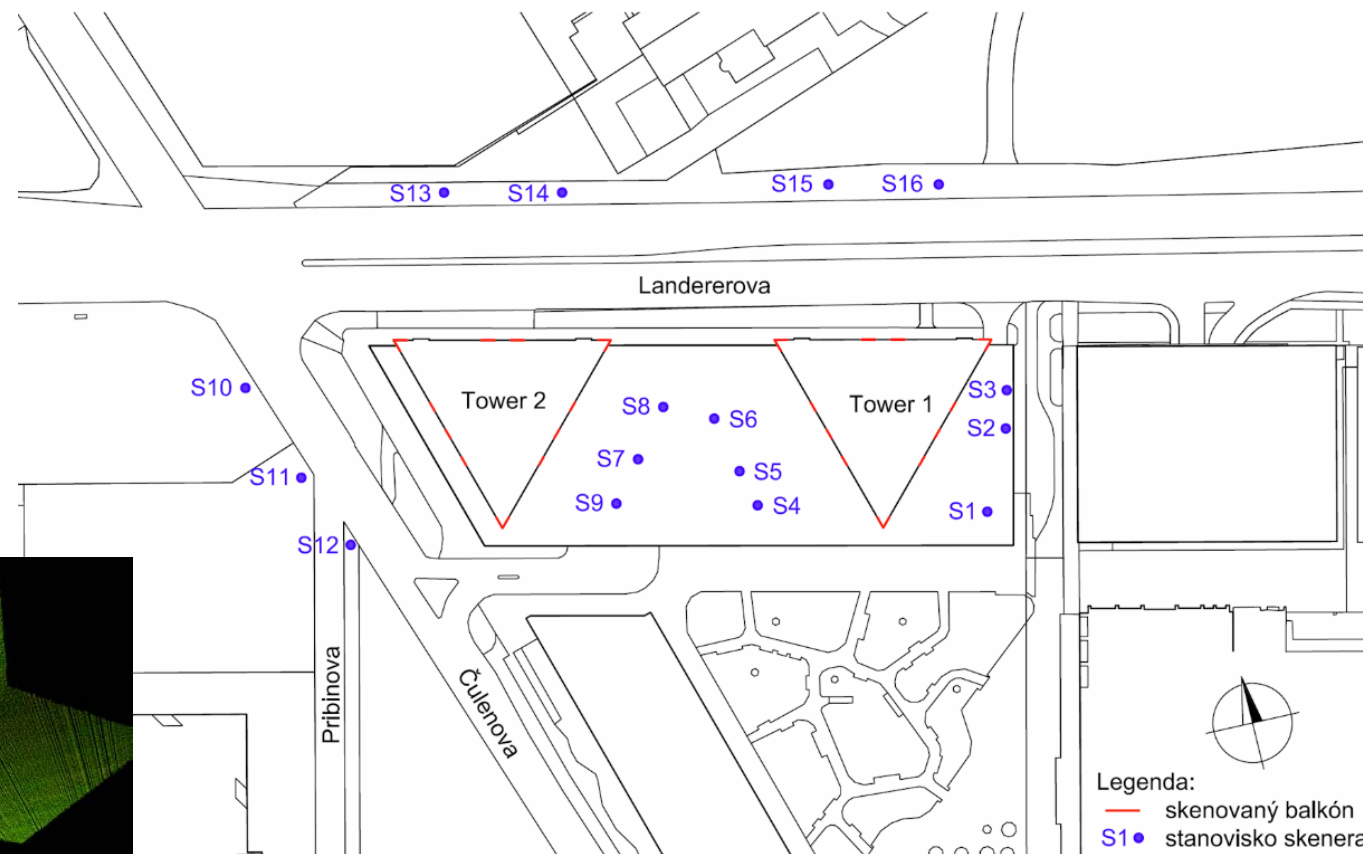 S13
S14
S15
S16
Landererova
S10
Tower 2
Tower 1
S3
S8
S6
S2
S7
S5
S11
S9
S4
S1
S12
Pribinova
Čulenova
Legenda:
skenovaný balkón
S1 stanovisko skenera